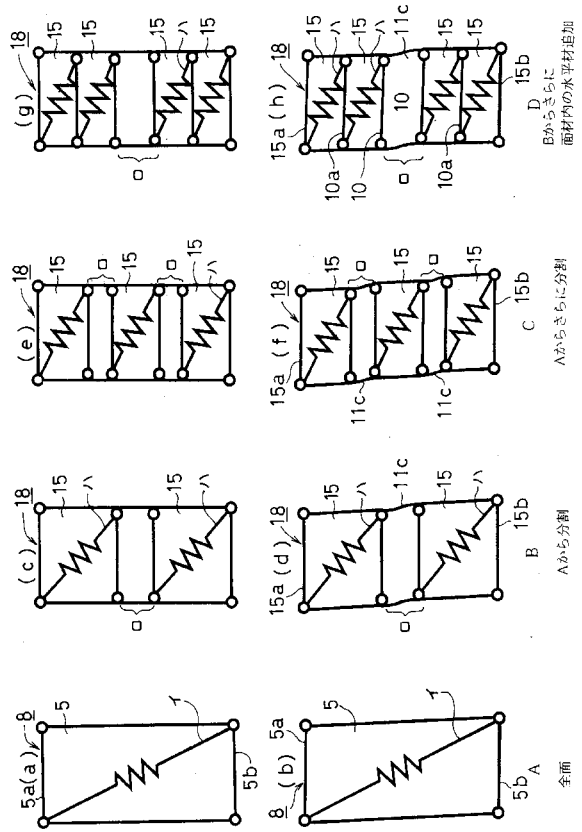 5a(a) 8
5
イ
5b
8 (b) 5a
5
イ
5b
A
全面
(c) 18
15
ハ
ロ
15
ハ
15a(d) 18
15
ハ
11c
ロ
15
ハ
15b
B
Aから分割
(e) 18
15
ロ
15
ロ
15
ハ
15a (f) 18
15
ロ
11c
15
ロ
11c
15
15b
C
Aからさらに分割
(g) 18
15
15
ロ
ハ
15
15
15a (h) 18
15
ハ
10a
15
ハ
10
11c
10
ロ
15
10a
15
15b
D
Bからさらに
面材内の水平材追加